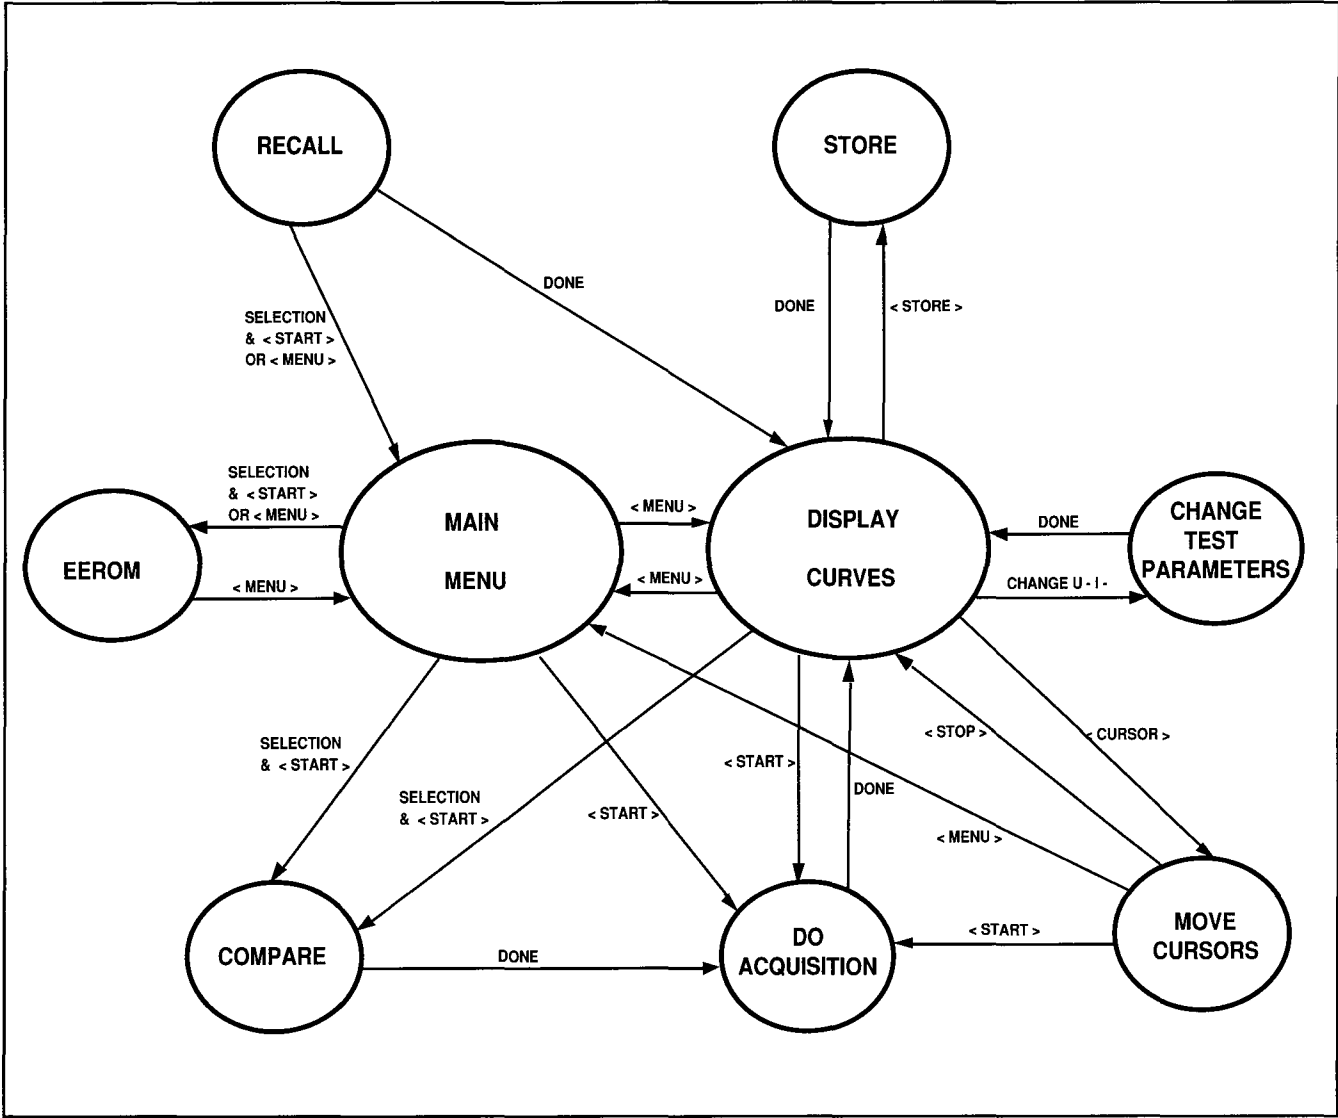 RECALL
STORE
DONE
SELECTION
& < START >
OR < MENU >
DONE
< STORE >
SELECTION
& < START >
OR < MENU >
EEROM
< MENU >
MAIN
MENU
< MENU >
< MENU >
DISPLAY
CURVES
DONE
CHANGE U - I -
CHANGE
TEST
PARAMETERS
SELECTION
& < START >
SELECTION
& < START >
< START >
< START >
DONE
< STOP >
< CURSOR >
< MENU >
COMPARE
DONE
DO
ACQUISITION
< START >
MOVE
CURSORS